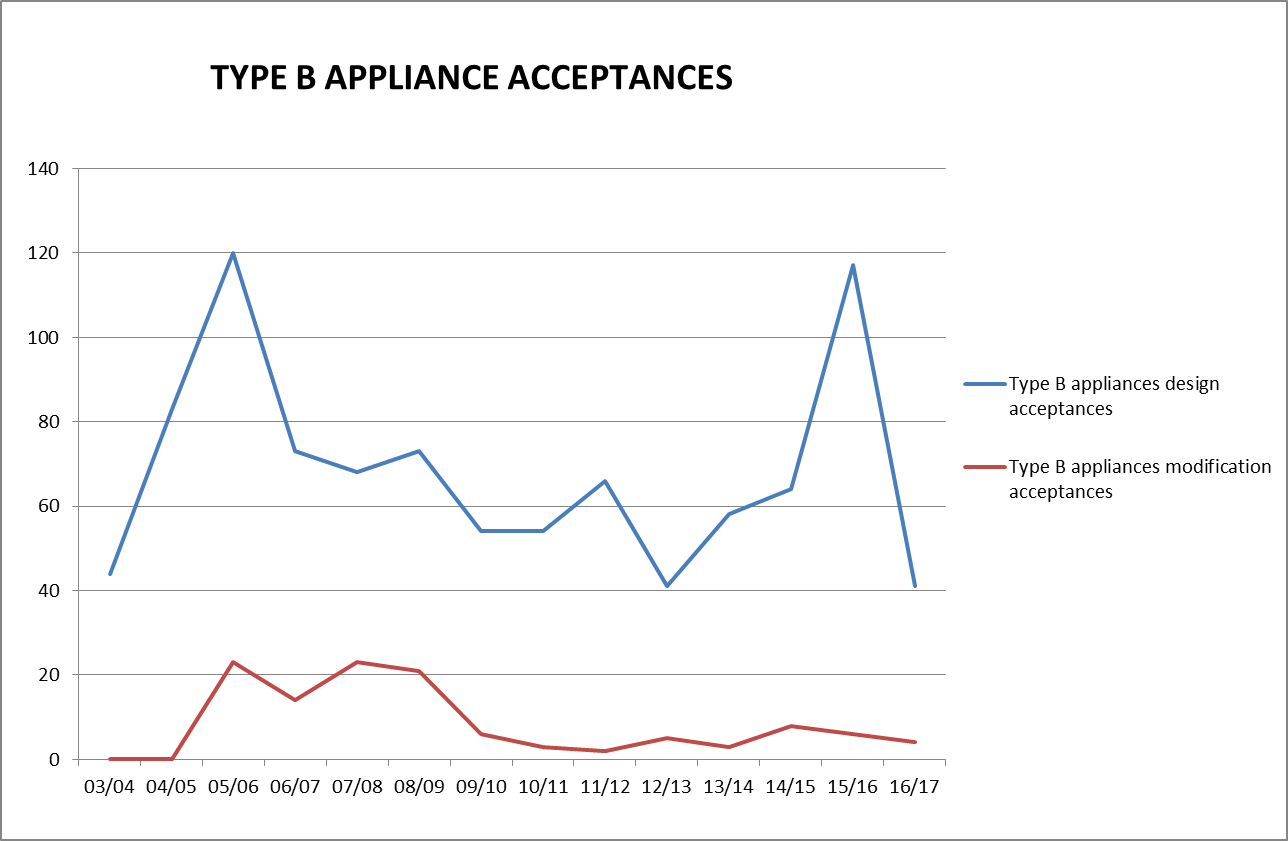 TYPE B APPLIANCE ACCEPTANCES
140
120
100
80
60
40
20
0
03/04 04/05 05/06 06/07 07/08 08/09 09/10 10/11 11/12 12/13 13/14 14/15 15/16 16/17
Type B appliances design
acceptances
Type B appliances modification
acceptances